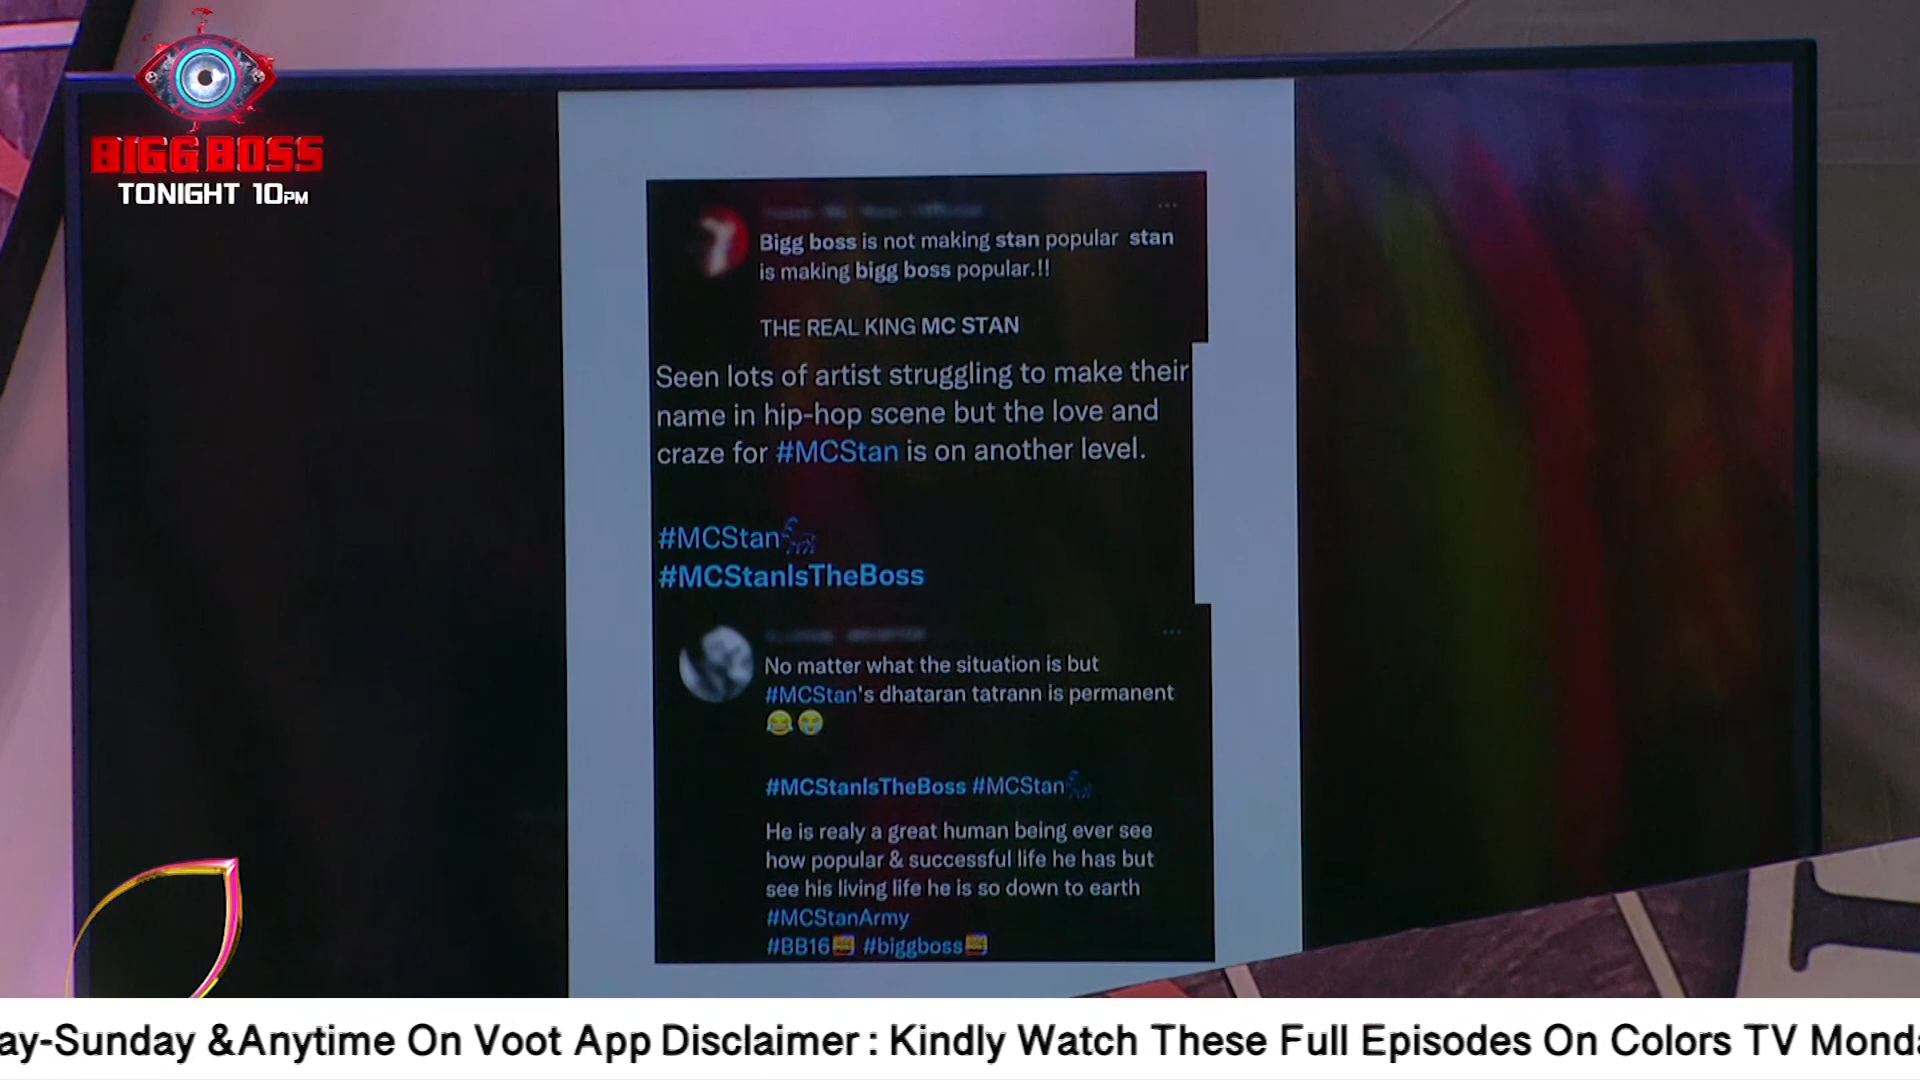 BIGG BOSS
TONIGHT 10PM
Bigg boss is not making stan popular stan
is making bigg boss popular.!!
THE REAL KING MC STAN
Seen lots of artist struggling to make their
name in hip-hop scene but the love and
craze for #MCStan is on another level.
#MCStan
#MCStanIsTheBoss
No matter what the situation is but
#MCStan's dhataran tatrann is permanent
😂😭
#MCStanIsTheBoss #MCStan
He is realy a great human being ever see
how popular & successful life he has but
see his living life he is so down to earth
#MCStanArmy
#BB16 #biggboss
ay-Sunday &Anytime On Voot App Disclaimer : Kindly Watch These Full Episodes On Colors TV Monda